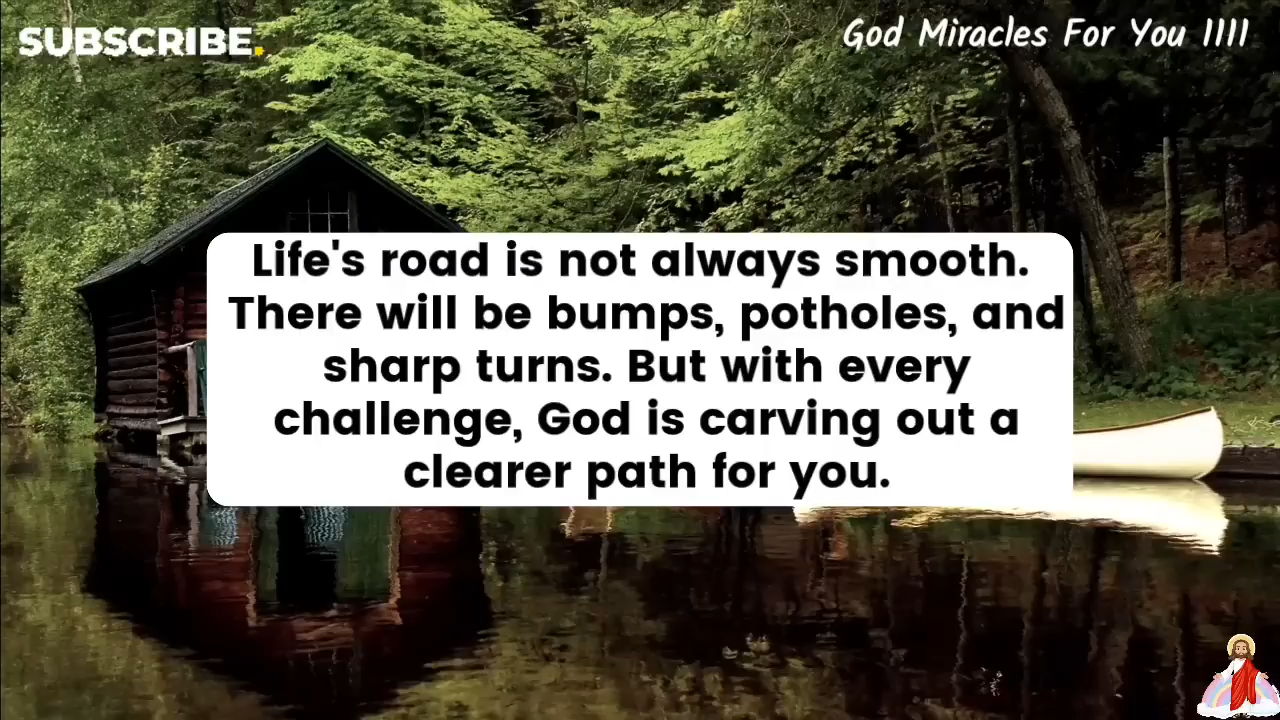 SUBSCRIBE.
God Miracles For You 1111
Life's road is not always smooth.
There will be bumps, potholes, and
sharp turns. But with every
challenge, God is carving out a
clearer path for you.